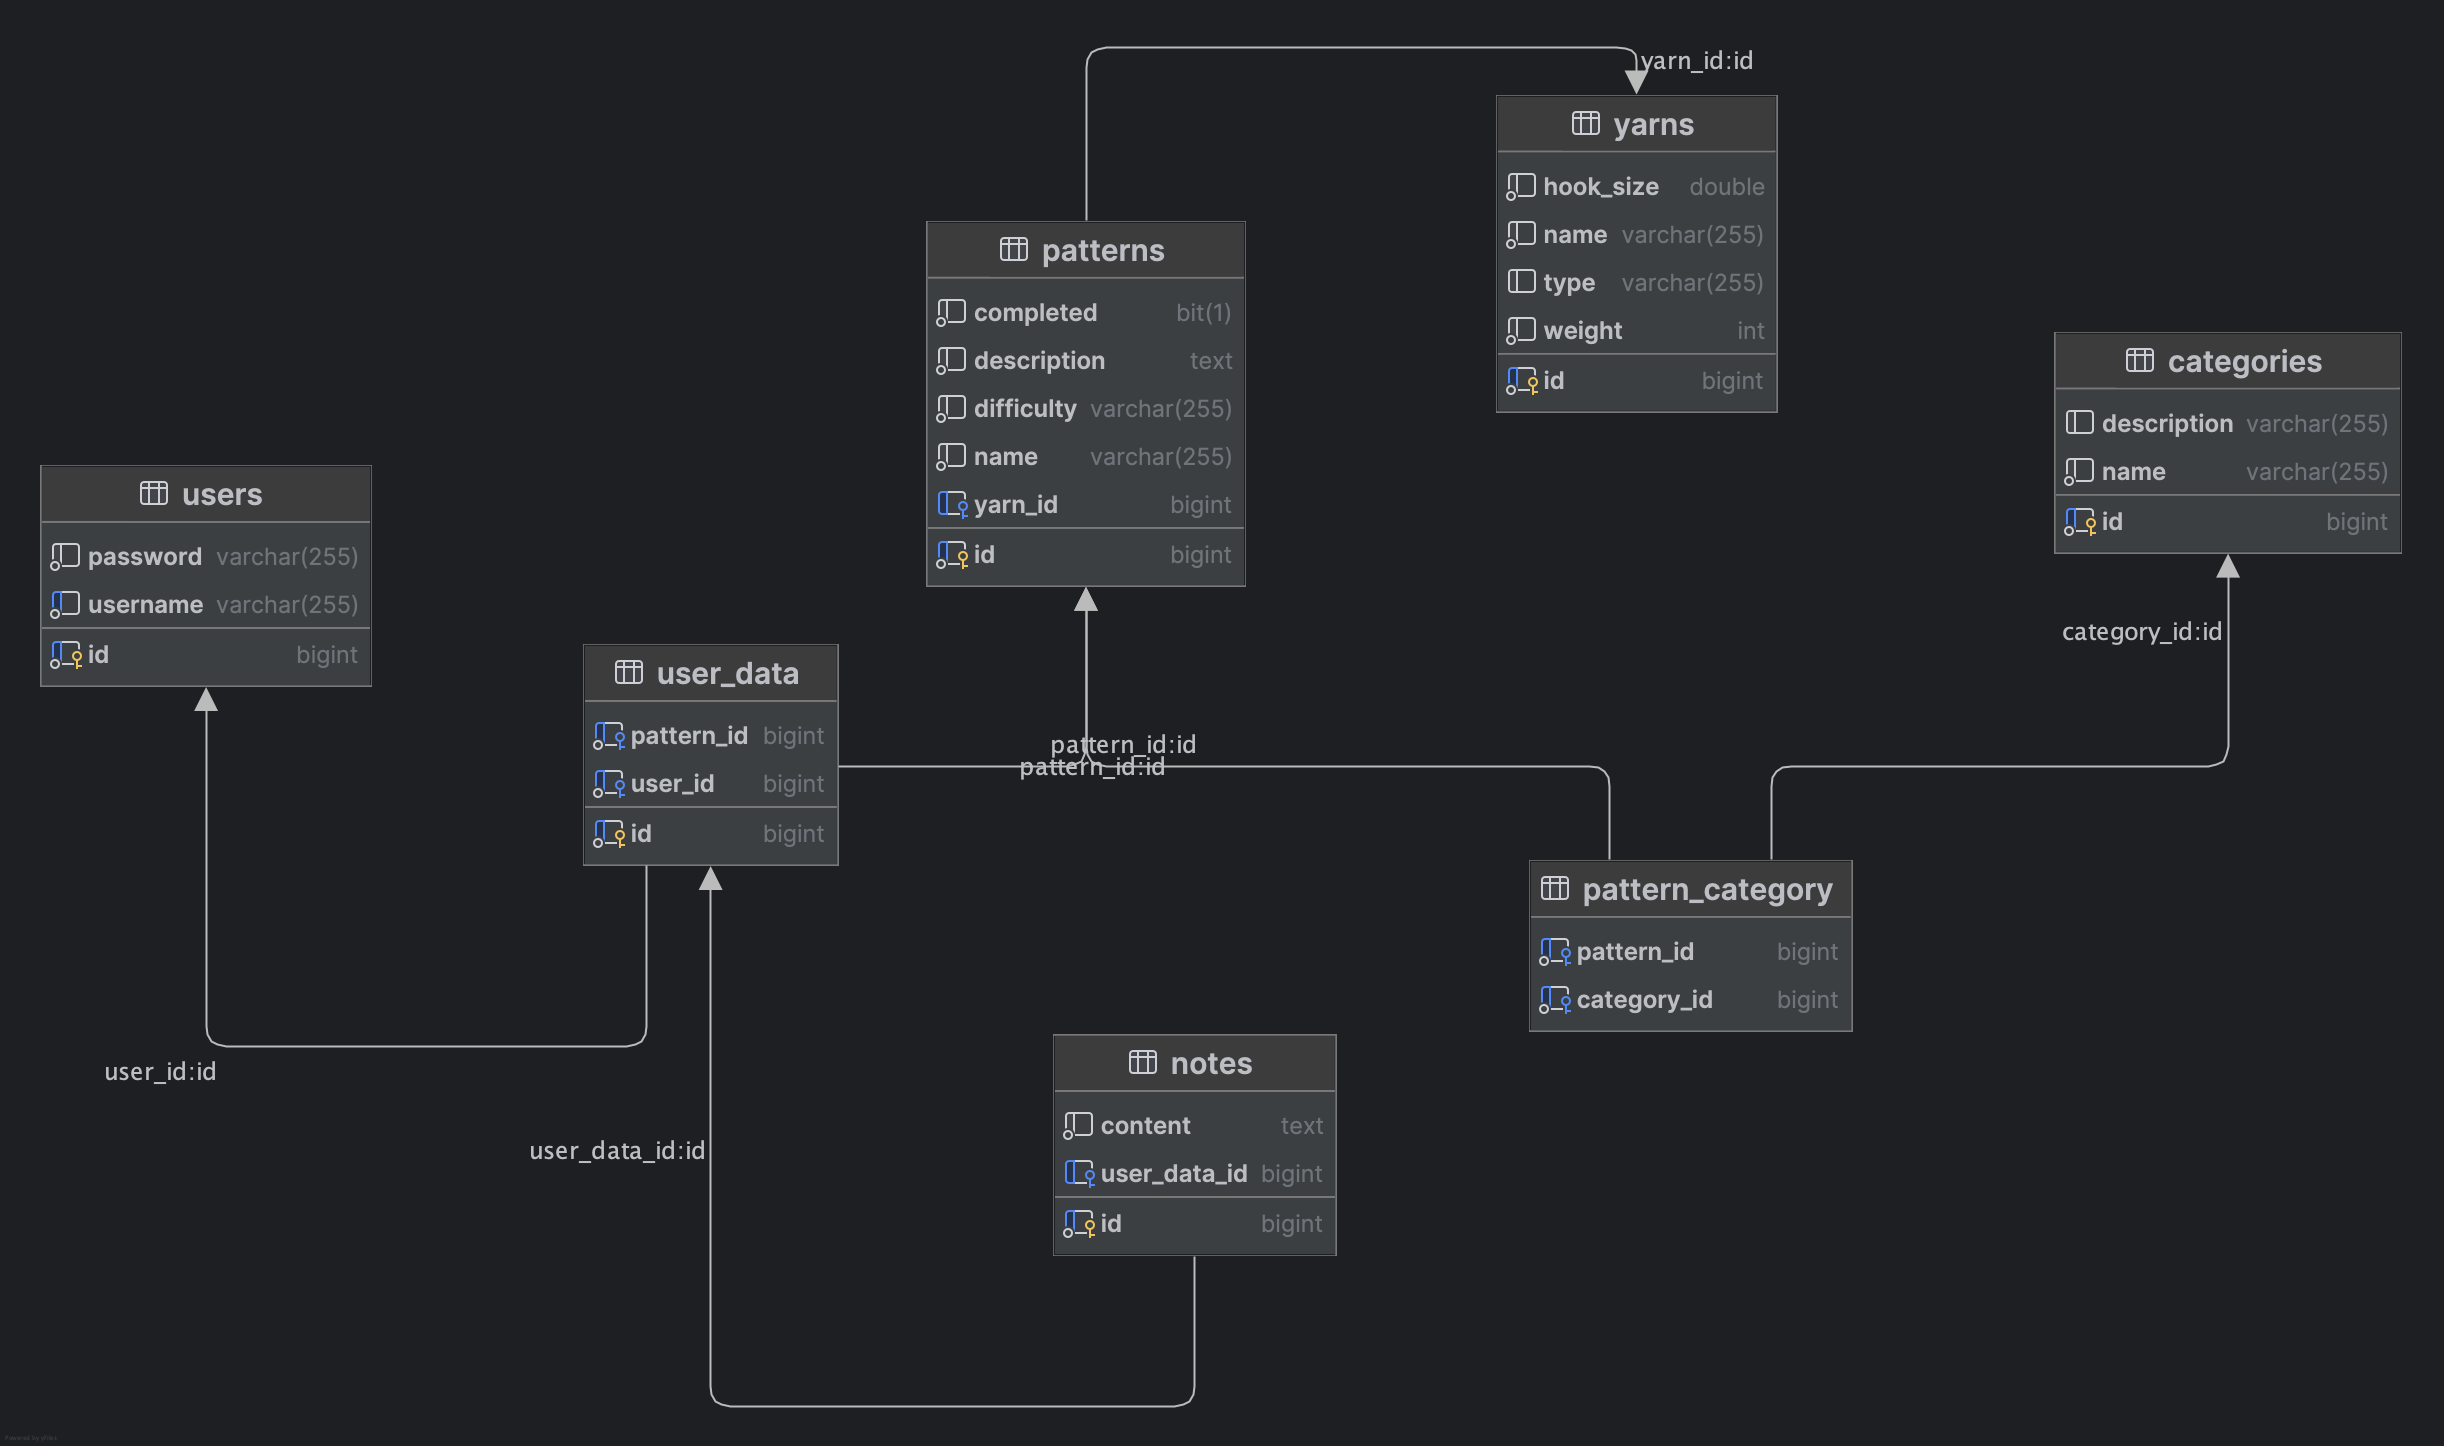 yarn_id:id
yarns
hook_size double
name varchar(255)
type varchar(255)
weight int
id bigint
patterns
completed bit(1)
description text
difficulty varchar(255)
name varchar(255)
yarn_id bigint
id bigint
categories
description varchar(255)
name varchar(255)
id bigint
users
password varchar(255)
username varchar(255)
id bigint
category_id:id
user_data
pattern_id bigint
user_id bigint
id bigint
pattern_id:id
pattern_id:id
pattern_category
pattern_id bigint
category_id bigint
user_id:id
notes
content text
user_data_id bigint
id bigint
user_data_id:id
Powered by yFiles